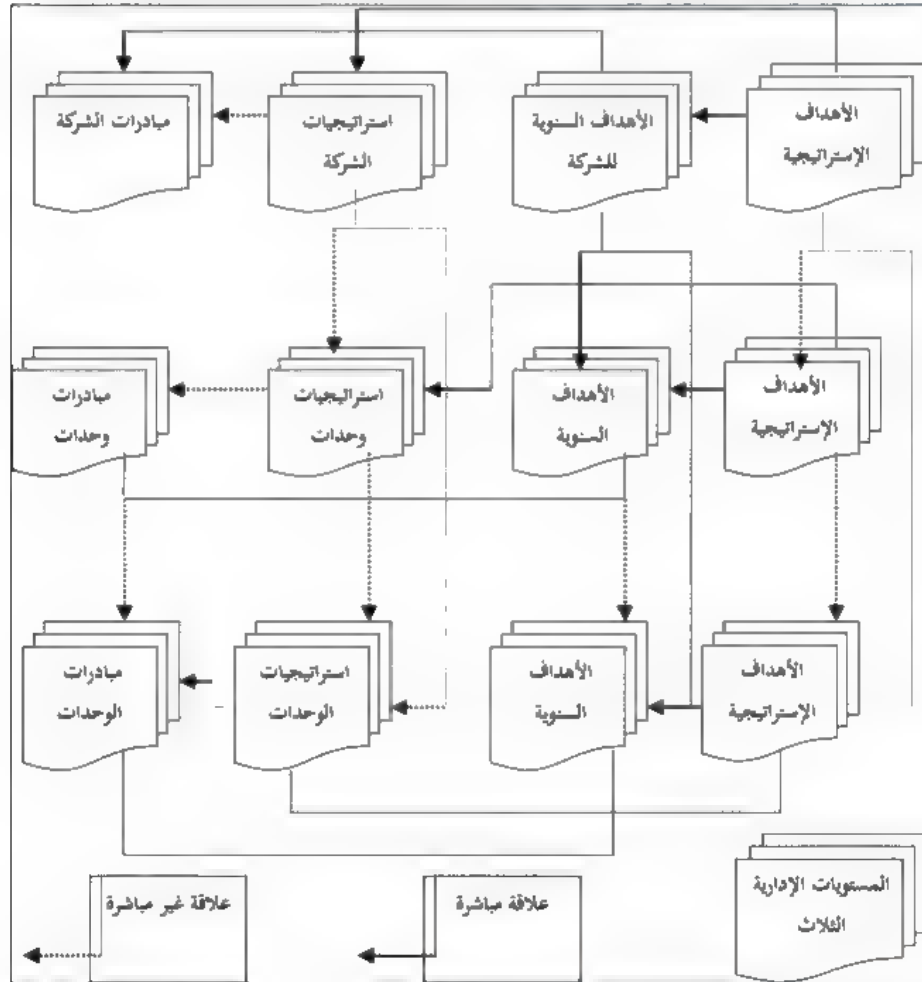 الأهداف
الإستراتيجية
الأهداف السنوية
للشركة
استراتيجيات
الشركة
مبادرات الشركة
الأهداف
الإستراتيجية
الأهداف
السنوية
استراتيجيات
وحدات
مبادرات
وحدات
الأهداف
الإستراتيجية
الأهداف
السنوية
استراتيجيات
الوحدات
مبادرات
الوحدات
المستويات الإدارية
الثلاث
علاقة مباشرة
علاقة غير مباشرة